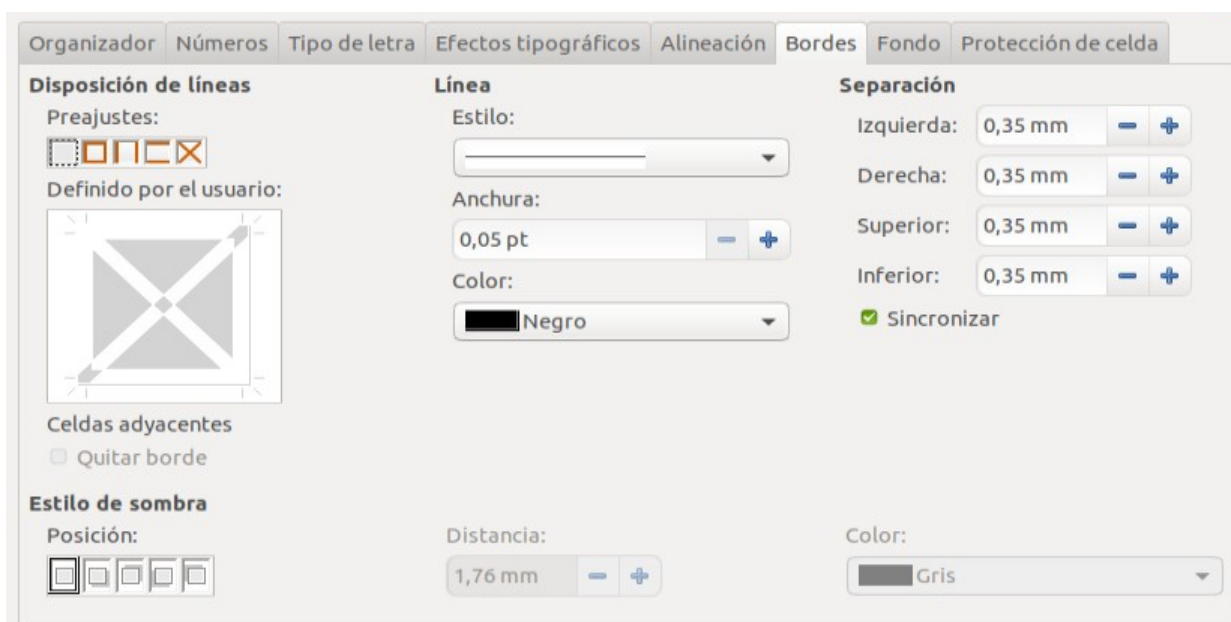 Organizador Números Tipo de letra Efectos tipográficos Alineación Bordes Fondo Protección de celda
Disposición de líneas
Preajustes:
Definido por el usuario:
Celdas adyacentes
Quitar borde
Línea
Estilo:
Anchura:
0,05 pt
Color:
Negro
Separación
Izquierda: 0,35 mm
Derecha: 0,35 mm
Superior: 0,35 mm
Inferior: 0,35 mm
Sincronizar
Estilo de sombra
Posición:
Distancia:
1,76 mm
Color:
Gris